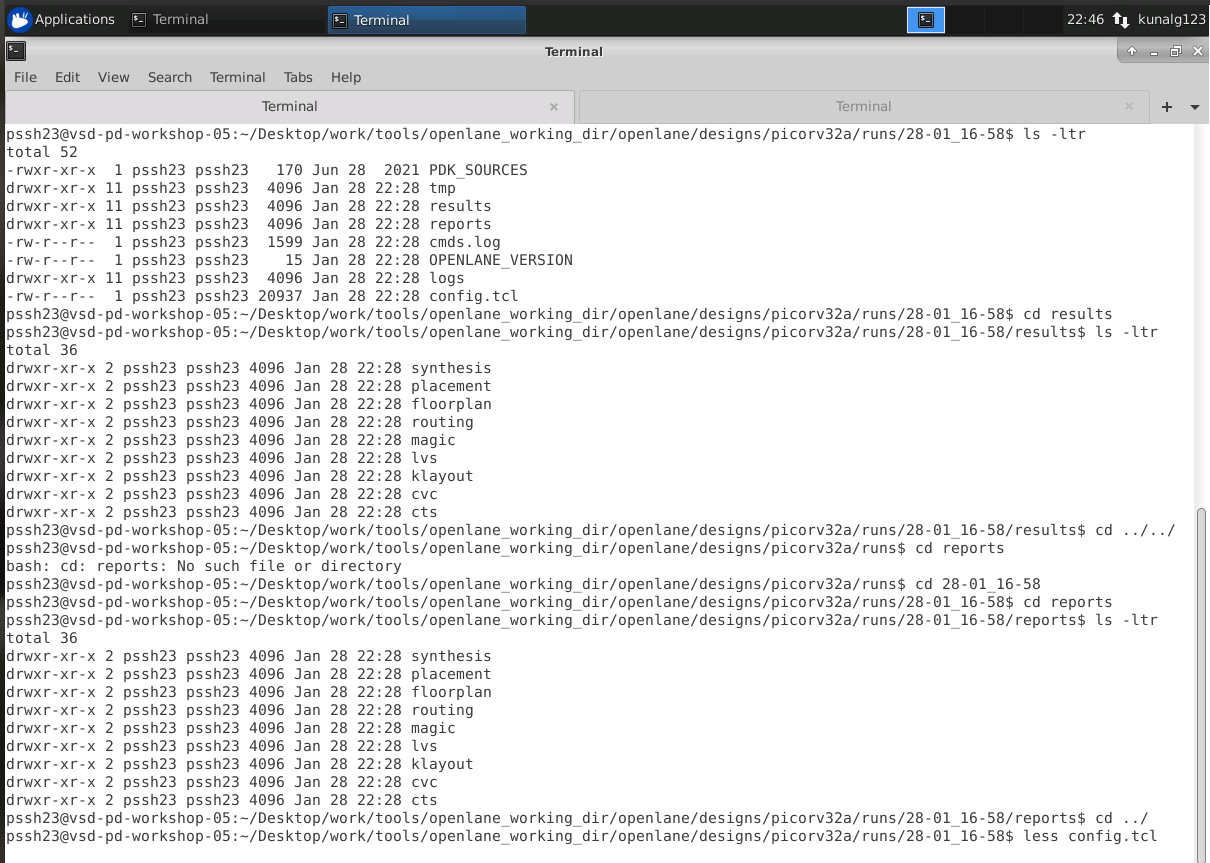 Applications Terminal Terminal 22:46 kunalg123
Terminal
File Edit View Search Terminal Tabs Help
Terminal Terminal
pssh23@vsd-pd-workshop-05:~/Desktop/work/tools/openlane_working_dir/openlane/designs/picorv32a/runs/28-01_16-58$ ls -ltr
total 52
-rwxr-xr-x  1 pssh23 pssh23   170 Jun 28  2021 PDK_SOURCES
drwxr-xr-x 11 pssh23 pssh23  4096 Jan 28 22:28 tmp
drwxr-xr-x 11 pssh23 pssh23  4096 Jan 28 22:28 results
drwxr-xr-x 11 pssh23 pssh23  4096 Jan 28 22:28 reports
-rw-r--r--  1 pssh23 pssh23  1599 Jan 28 22:28 cmds.log
-rw-r--r--  1 pssh23 pssh23    15 Jan 28 22:28 OPENLANE_VERSION
drwxr-xr-x 11 pssh23 pssh23  4096 Jan 28 22:28 logs
-rw-r--r--  1 pssh23 pssh23 20937 Jan 28 22:28 config.tcl
pssh23@vsd-pd-workshop-05:~/Desktop/work/tools/openlane_working_dir/openlane/designs/picorv32a/runs/28-01_16-58$ cd results
pssh23@vsd-pd-workshop-05:~/Desktop/work/tools/openlane_working_dir/openlane/designs/picorv32a/runs/28-01_16-58/results$ ls -ltr
total 36
drwxr-xr-x 2 pssh23 pssh23 4096 Jan 28 22:28 synthesis
drwxr-xr-x 2 pssh23 pssh23 4096 Jan 28 22:28 placement
drwxr-xr-x 2 pssh23 pssh23 4096 Jan 28 22:28 floorplan
drwxr-xr-x 2 pssh23 pssh23 4096 Jan 28 22:28 routing
drwxr-xr-x 2 pssh23 pssh23 4096 Jan 28 22:28 magic
drwxr-xr-x 2 pssh23 pssh23 4096 Jan 28 22:28 lvs
drwxr-xr-x 2 pssh23 pssh23 4096 Jan 28 22:28 klayout
drwxr-xr-x 2 pssh23 pssh23 4096 Jan 28 22:28 cvc
drwxr-xr-x 2 pssh23 pssh23 4096 Jan 28 22:28 cts
pssh23@vsd-pd-workshop-05:~/Desktop/work/tools/openlane_working_dir/openlane/designs/picorv32a/runs/28-01_16-58/results$ cd ../../
pssh23@vsd-pd-workshop-05:~/Desktop/work/tools/openlane_working_dir/openlane/designs/picorv32a/runs$ cd reports
bash: cd: reports: No such file or directory
pssh23@vsd-pd-workshop-05:~/Desktop/work/tools/openlane_working_dir/openlane/designs/picorv32a/runs$ cd 28-01_16-58
pssh23@vsd-pd-workshop-05:~/Desktop/work/tools/openlane_working_dir/openlane/designs/picorv32a/runs/28-01_16-58$ cd reports
pssh23@vsd-pd-workshop-05:~/Desktop/work/tools/openlane_working_dir/openlane/designs/picorv32a/runs/28-01_16-58/reports$ ls -ltr
total 36
drwxr-xr-x 2 pssh23 pssh23 4096 Jan 28 22:28 synthesis
drwxr-xr-x 2 pssh23 pssh23 4096 Jan 28 22:28 placement
drwxr-xr-x 2 pssh23 pssh23 4096 Jan 28 22:28 floorplan
drwxr-xr-x 2 pssh23 pssh23 4096 Jan 28 22:28 routing
drwxr-xr-x 2 pssh23 pssh23 4096 Jan 28 22:28 magic
drwxr-xr-x 2 pssh23 pssh23 4096 Jan 28 22:28 lvs
drwxr-xr-x 2 pssh23 pssh23 4096 Jan 28 22:28 klayout
drwxr-xr-x 2 pssh23 pssh23 4096 Jan 28 22:28 cvc
drwxr-xr-x 2 pssh23 pssh23 4096 Jan 28 22:28 cts
pssh23@vsd-pd-workshop-05:~/Desktop/work/tools/openlane_working_dir/openlane/designs/picorv32a/runs/28-01_16-58/reports$ cd ../
pssh23@vsd-pd-workshop-05:~/Desktop/work/tools/openlane_working_dir/openlane/designs/picorv32a/runs/28-01_16-58$ less config.tcl